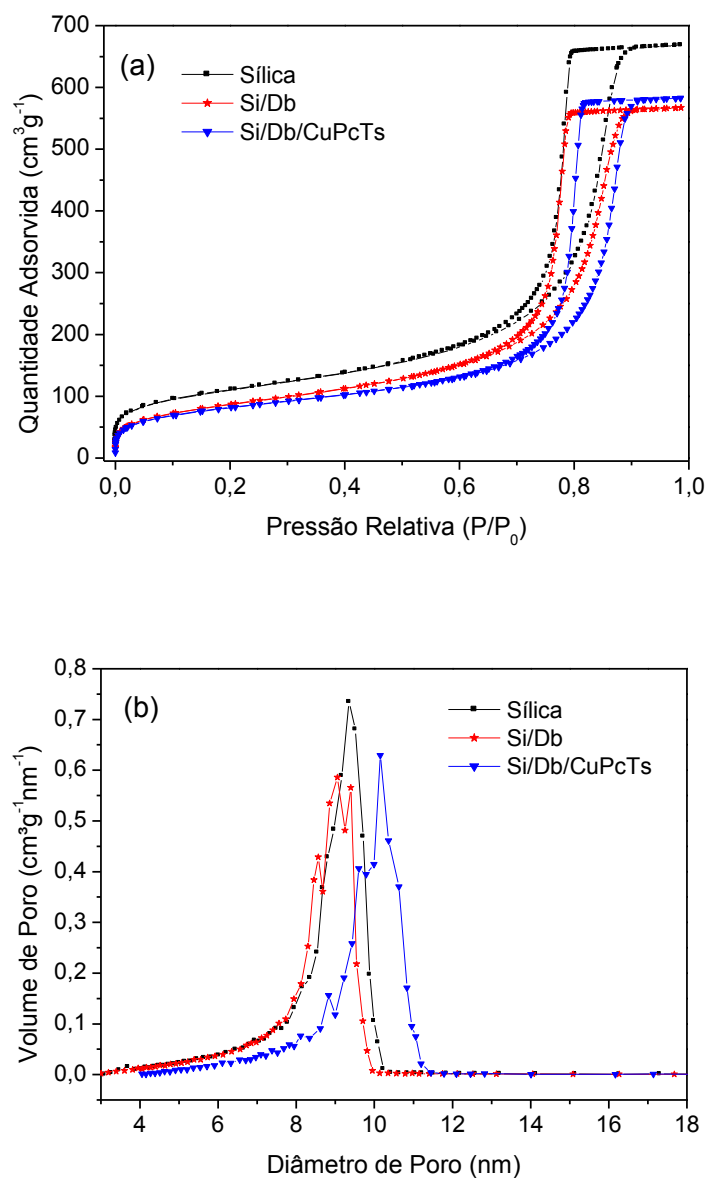 (a)
Sílica
Si/Db
Si/Db/CuPcTs
Quantidade Adsorvida (cm³g⁻¹)
700
600
500
400
300
200
100
0
0,0 0,2 0,4 0,6 0,8 1,0
Pressão Relativa (P/P₀)
(b)
Sílica
Si/Db
Si/Db/CuPcTs
Volume de Poro (cm³g⁻¹nm⁻¹)
0,8
0,7
0,6
0,5
0,4
0,3
0,2
0,1
0,0
4 6 8 10 12 14 16 18
Diâmetro de Poro (nm)